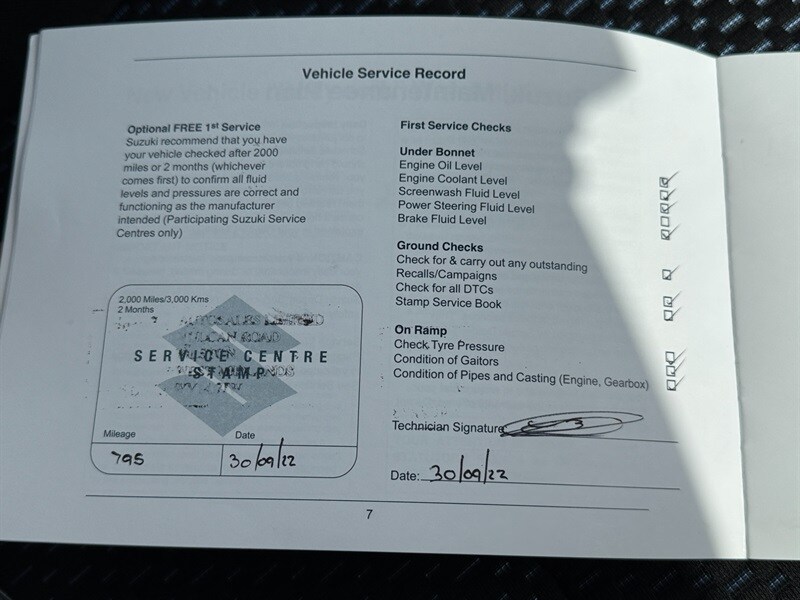 Vehicle Service Record
Optional FREE 1st Service
Suzuki recommend that you have
your vehicle checked after 2000
miles or 2 months (whichever
comes first) to confirm all fluid
levels and pressures are correct and
functioning as the manufacturer
intended (Participating Suzuki Service
Centres only)
2,000 Miles/3,000 Kms
2 Months
SERVICE CENTRE
STAMP
Mileage
Date
795
30/09/22
First Service Checks
Under Bonnet
Engine Oil Level
Engine Coolant Level
Screenwash Fluid Level
Power Steering Fluid Level
Brake Fluid Level
Ground Checks
Check for & carry out any outstanding
Recalls/Campaigns
Check for all DTCs
Stamp Service Book
On Ramp
Check Tyre Pressure
Condition of Gaitors
Condition of Pipes and Casting (Engine, Gearbox)
Technician Signature
Date: 30/09/22
7